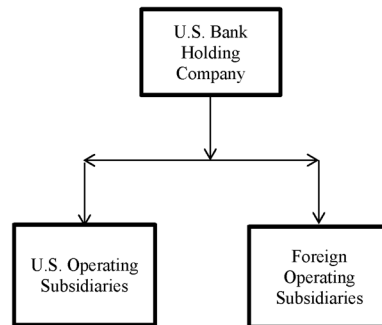 U.S. Bank
Holding
Company
U.S. Operating
Subsidiaries
Foreign
Operating
Subsidiaries